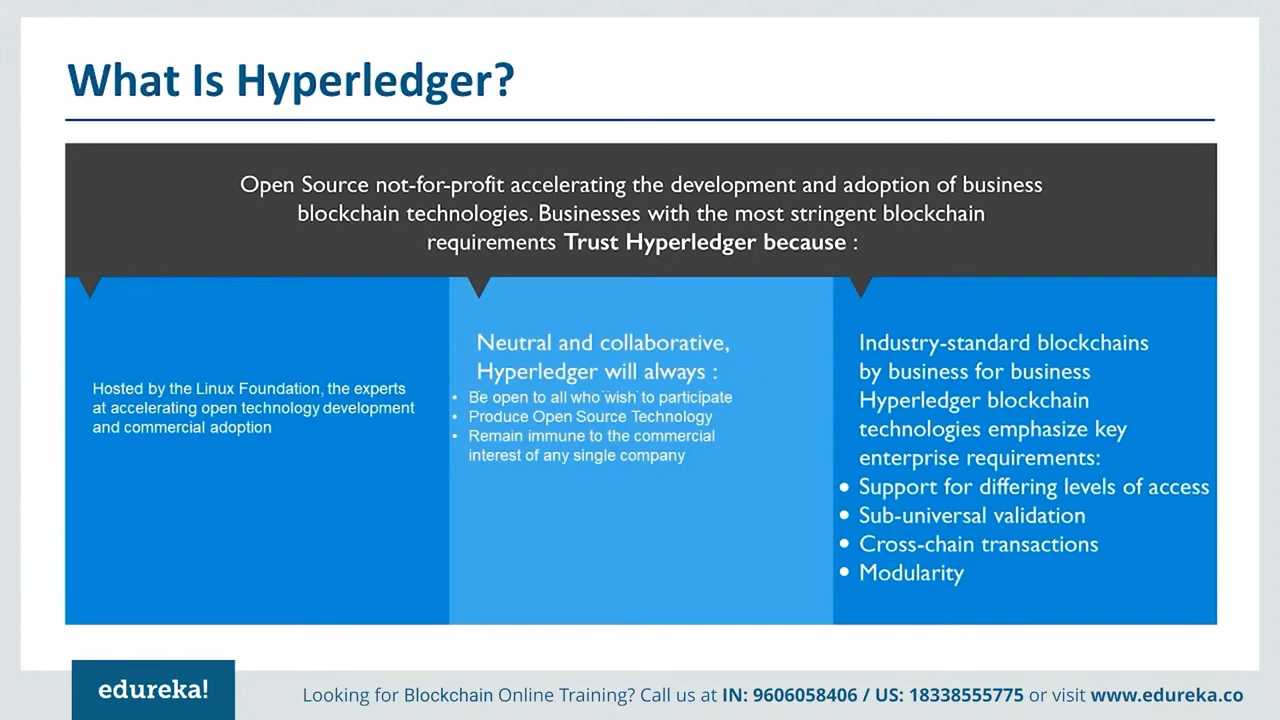 What Is Hyperledger?
Open Source not-for-profit accelerating the development and adoption of business
blockchain technologies. Businesses with the most stringent blockchain
requirements Trust Hyperledger because :
Hosted by the Linux Foundation, the experts
at accelerating open technology development
and commercial adoption
Neutral and collaborative,
Hyperledger will always :
• Be open to all who wish to participate
• Produce Open Source Technology
• Remain immune to the commercial
interest of any single company
Industry-standard blockchains
by business for business
Hyperledger blockchain
technologies emphasize key
enterprise requirements:
• Support for differing levels of access
• Sub-universal validation
• Cross-chain transactions
• Modularity
edureka!
Looking for Blockchain Online Training? Call us at IN: 9606058406 / US: 18338555775 or visit www.edureka.co